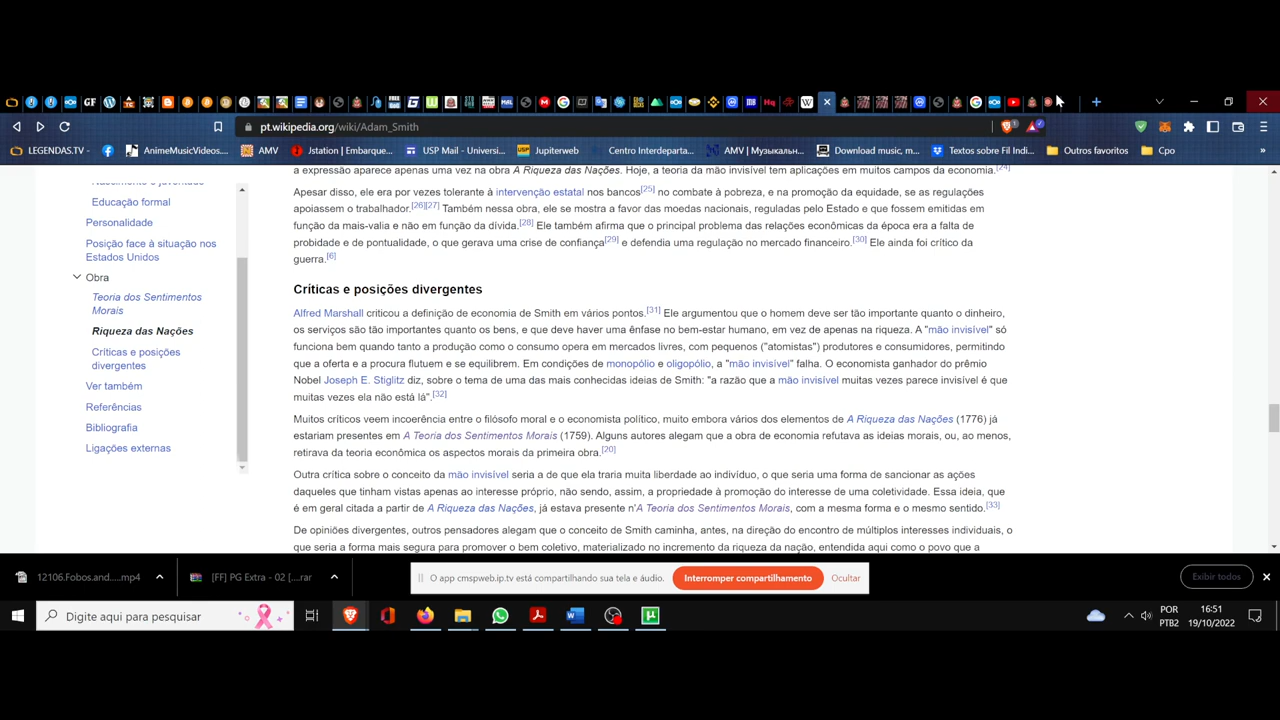 pt.wikipedia.org/wiki/Adam_Smith
LEGENDAS.TV
AnimeMusicVideos...
AMV
Jstation | Embarque...
USP Mail - Universi...
Jupiterweb
Centro Interdeparta...
AMV | Музыкальн...
Download music, m...
Textos sobre Fil Indi...
Outros favoritos
Cpo
»
a expressão aparece apenas uma vez na obra A Riqueza das Nações. Hoje, a teoria da mão invisível tem aplicações em muitos campos da economia.[24]
Apesar disso, ele era por vezes tolerante à intervenção estatal nos bancos[25] no combate à pobreza, e na promoção da equidade, se as regulações
apoiassem o trabalhador.[26][27] Também nessa obra, ele se mostra a favor das moedas nacionais, reguladas pelo Estado e que fossem emitidas em
função da mais-valia e não em função da dívida.[28] Ele também afirma que o principal problema das relações econômicas da época era a falta de
probidade e de pontualidade, o que gerava uma crise de confiança[29] e defendia uma regulação no mercado financeiro.[30] Ele ainda foi crítico da
guerra.[6]
Críticas e posições divergentes
Alfred Marshall criticou a definição de economia de Smith em vários pontos.[31] Ele argumentou que o homem deve ser tão importante quanto o dinheiro,
os serviços são tão importantes quanto os bens, e que deve haver uma ênfase no bem-estar humano, em vez de apenas na riqueza. A "mão invisível" só
funciona bem quando tanto a produção como o consumo opera em mercados livres, com pequenos ("atomistas") produtores e consumidores, permitindo
que a oferta e a procura flutuem e se equilibrem. Em condições de monopólio e oligopólio, a "mão invisível" falha. O economista ganhador do prêmio
Nobel Joseph E. Stiglitz diz, sobre o tema de uma das mais conhecidas ideias de Smith: "a razão que a mão invisível muitas vezes parece invisível é que
muitas vezes ela não está lá".[32]
Muitos críticos veem incoerência entre o filósofo moral e o economista político, muito embora vários dos elementos de A Riqueza das Nações (1776) já
estariam presentes em A Teoria dos Sentimentos Morais (1759). Alguns autores alegam que a obra de economia refutava as ideias morais, ou, ao menos,
retirava da teoria econômica os aspectos morais da primeira obra.[20]
Outra crítica sobre o conceito da mão invisível seria a de que ela traria muita liberdade ao indivíduo, o que seria uma forma de sancionar as ações
daqueles que tinham vistas apenas ao interesse próprio, não sendo, assim, a propriedade à promoção do interesse de uma coletividade. Essa ideia, que
é em geral citada a partir de A Riqueza das Nações, já estava presente n'A Teoria dos Sentimentos Morais, com a mesma forma e o mesmo sentido.[33]
De opiniões divergentes, outros pensadores alegam que o conceito de Smith caminha, antes, na direção do encontro de múltiplos interesses individuais, o
que seria a forma mais segura para promover o bem coletivo, materializado no incremento da riqueza da nação, entendida aqui como o povo que a
Educação formal
Personalidade
Posição face à situação nos
Estados Unidos
Obra
Teoria dos Sentimentos
Morais
Riqueza das Nações
Críticas e posições
divergentes
Ver também
Referências
Bibliografia
Ligações externas
12106.Fobos.and.....mp4
[FF] PG Extra - 02 [....rar
O app cmspweb.ip.tv está compartilhando sua tela e áudio.
Interromper compartilhamento
Ocultar
Exibir todos
Digite aqui para pesquisar
POR
PTB2
16:51
19/10/2022